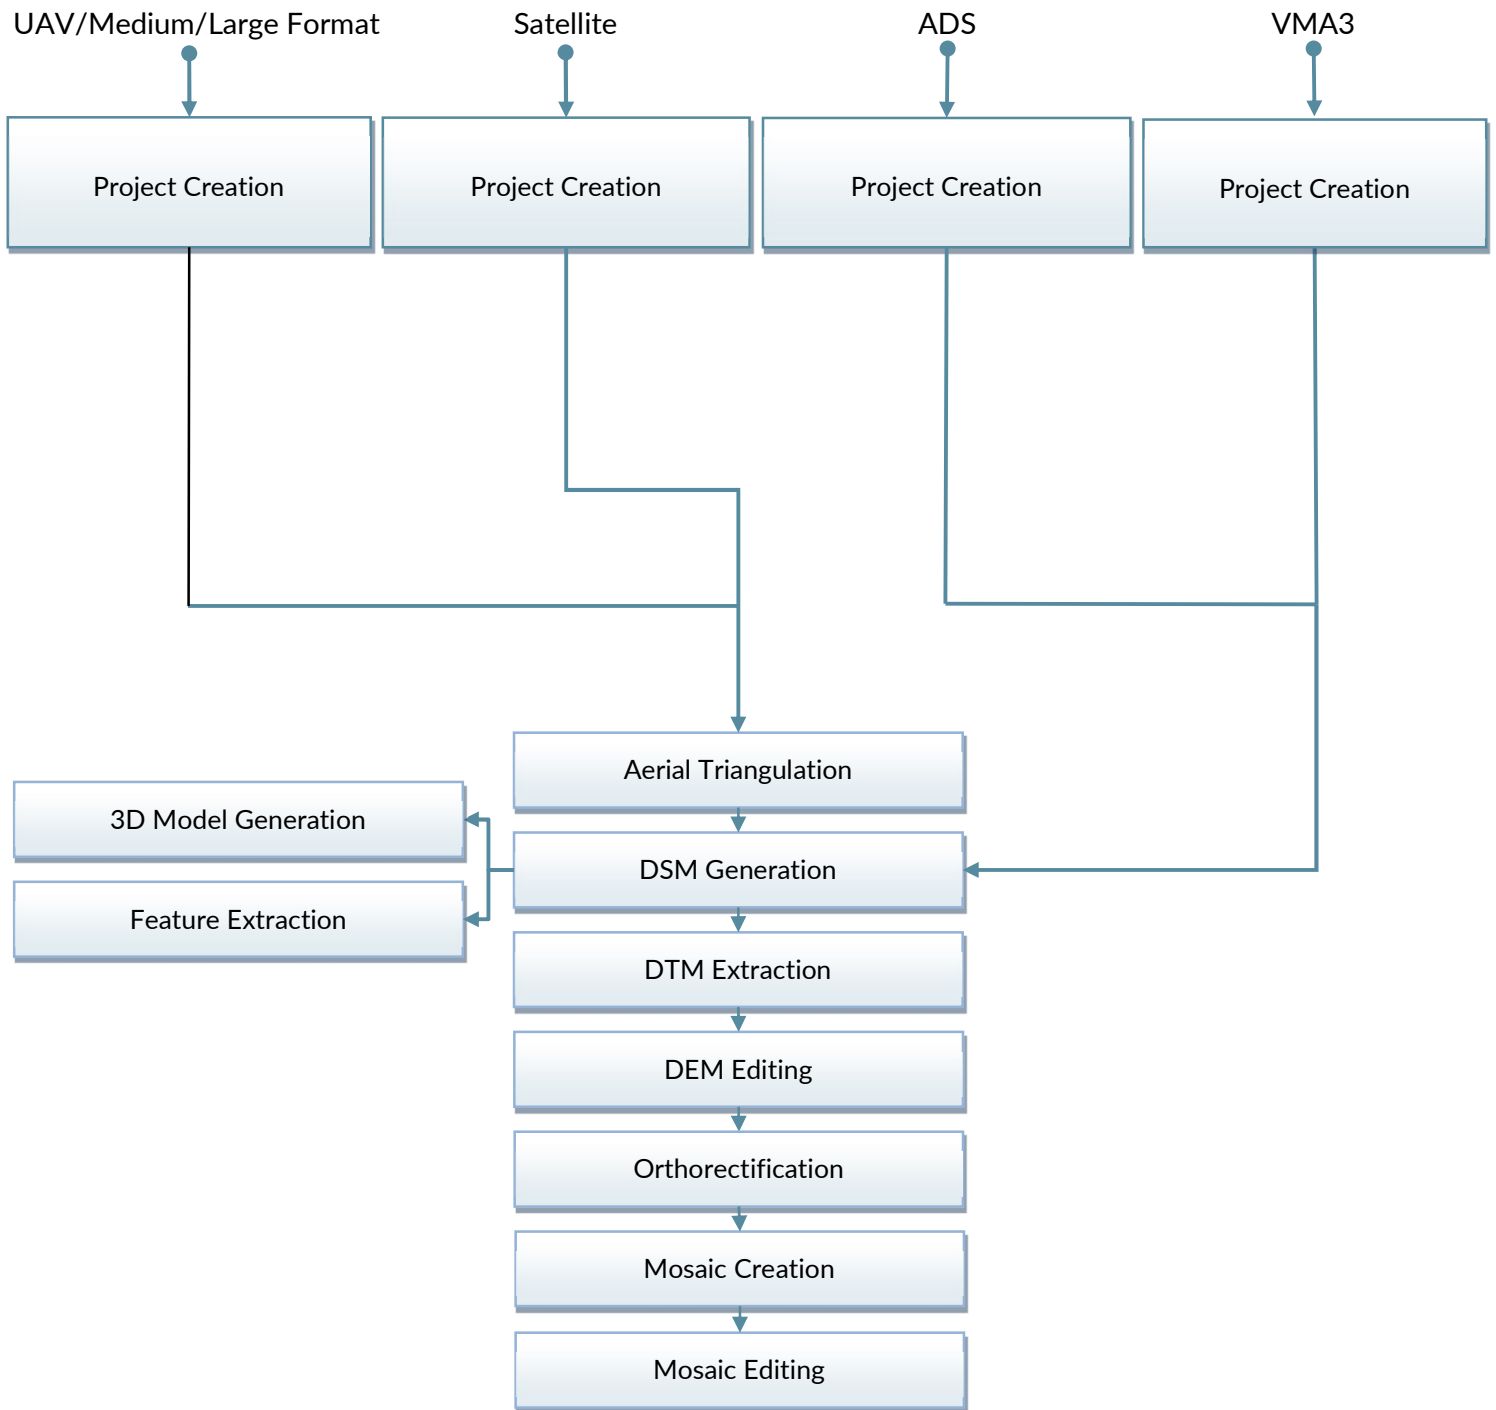 UAV/Medium/Large Format
Satellite
ADS
VMA3
Project Creation
Project Creation
Project Creation
Project Creation
Aerial Triangulation
3D Model Generation
DSM Generation
Feature Extraction
DTM Extraction
DEM Editing
Orthorectification
Mosaic Creation
Mosaic Editing